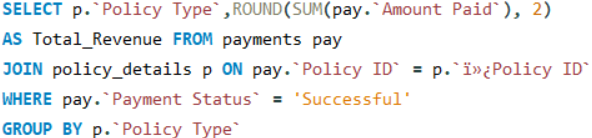 SELECT p.`Policy Type`,ROUND(SUM(pay.`Amount Paid`), 2)
AS Total_Revenue FROM payments pay
JOIN policy_details p ON pay.`Policy ID` = p.`ï»¿Policy ID`
WHERE pay.`Payment Status` = 'Successful'
GROUP BY p.`Policy Type`